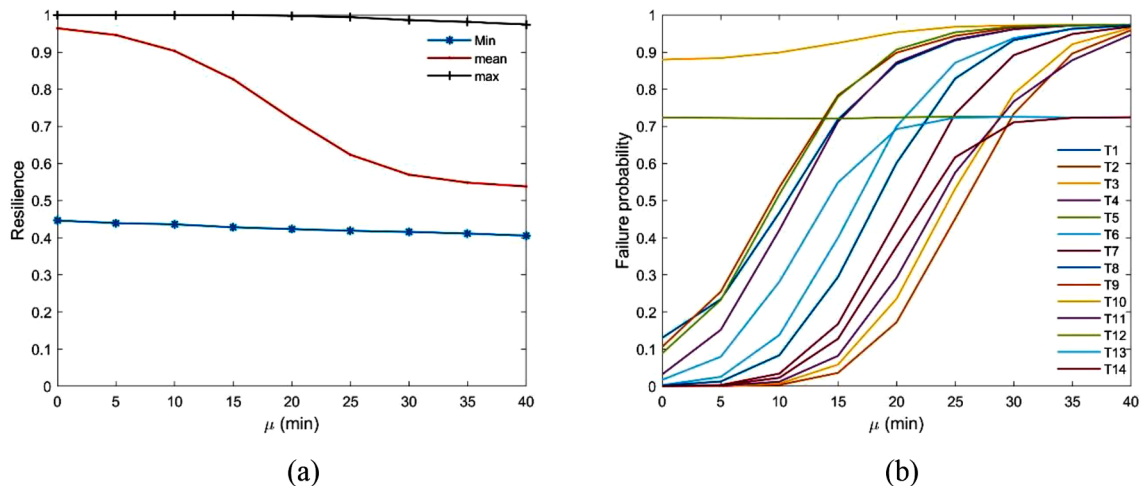 1
0.9
0.8
0.7
0.6
0.5
0.4
0.3
0.2
0.1
0
Resilience
Min
mean
max
0 5 10 15 20 25 30 35 40
μ (min)
(a)
1
0.9
0.8
0.7
0.6
0.5
0.4
0.3
0.2
0.1
0
Failure probability
T1
T2
T3
T4
T5
T6
T7
T8
T9
T10
T11
T12
T13
T14
0 5 10 15 20 25 30 35 40
μ (min)
(b)